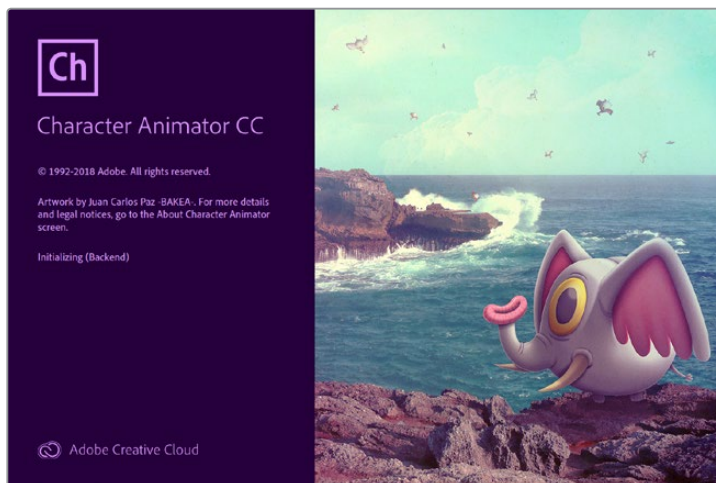 Ch
Character Animator CC
© 1992-2018 Adobe. All rights reserved.
Artwork by Juan Carlos Paz -BAKEA-. For more details
and legal notices, go to the About Character Animator
screen.
Initializing (Backend)
Adobe Creative Cloud